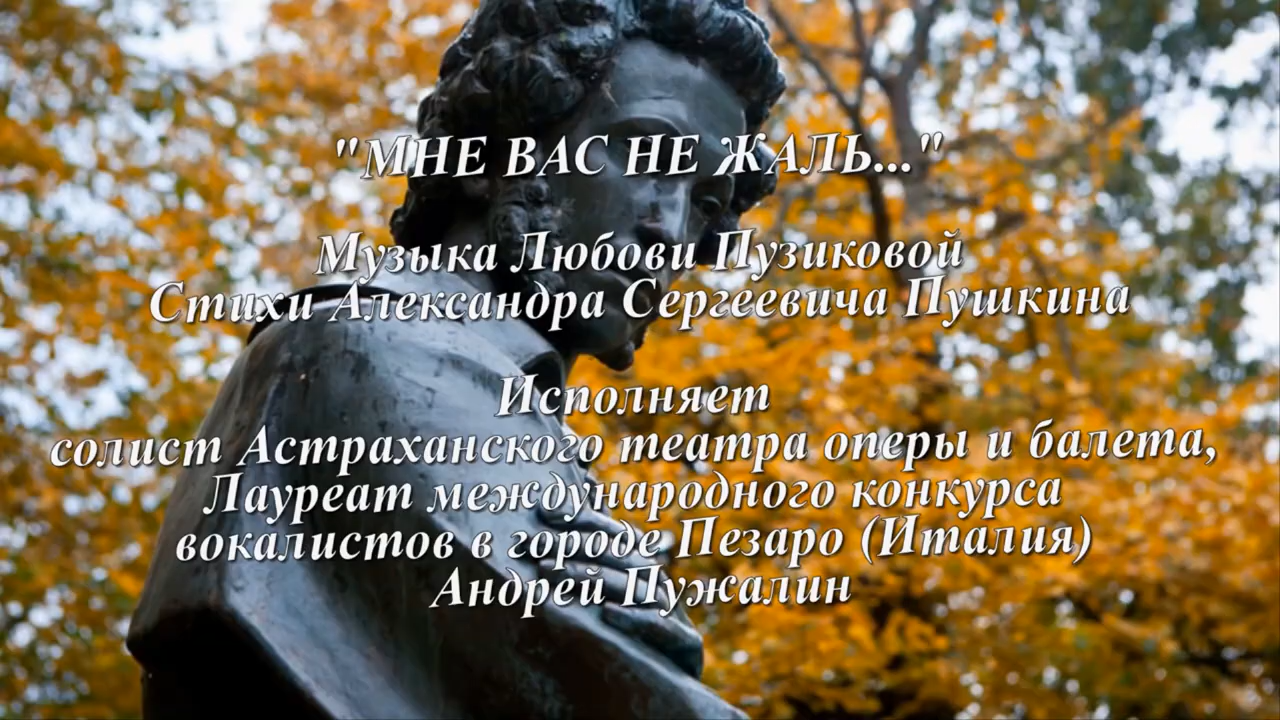 "МНЕ ВАС НЕ ЖАЛЬ..."
Музыка Любови Пузиковой
Стихи Александра Сергеевича Пушкина
Исполняет
солист Астраханского театра оперы и балета,
Лауреат международного конкурса
вокалистов в городе Пезаро (Италия)
Андрей Пужалин